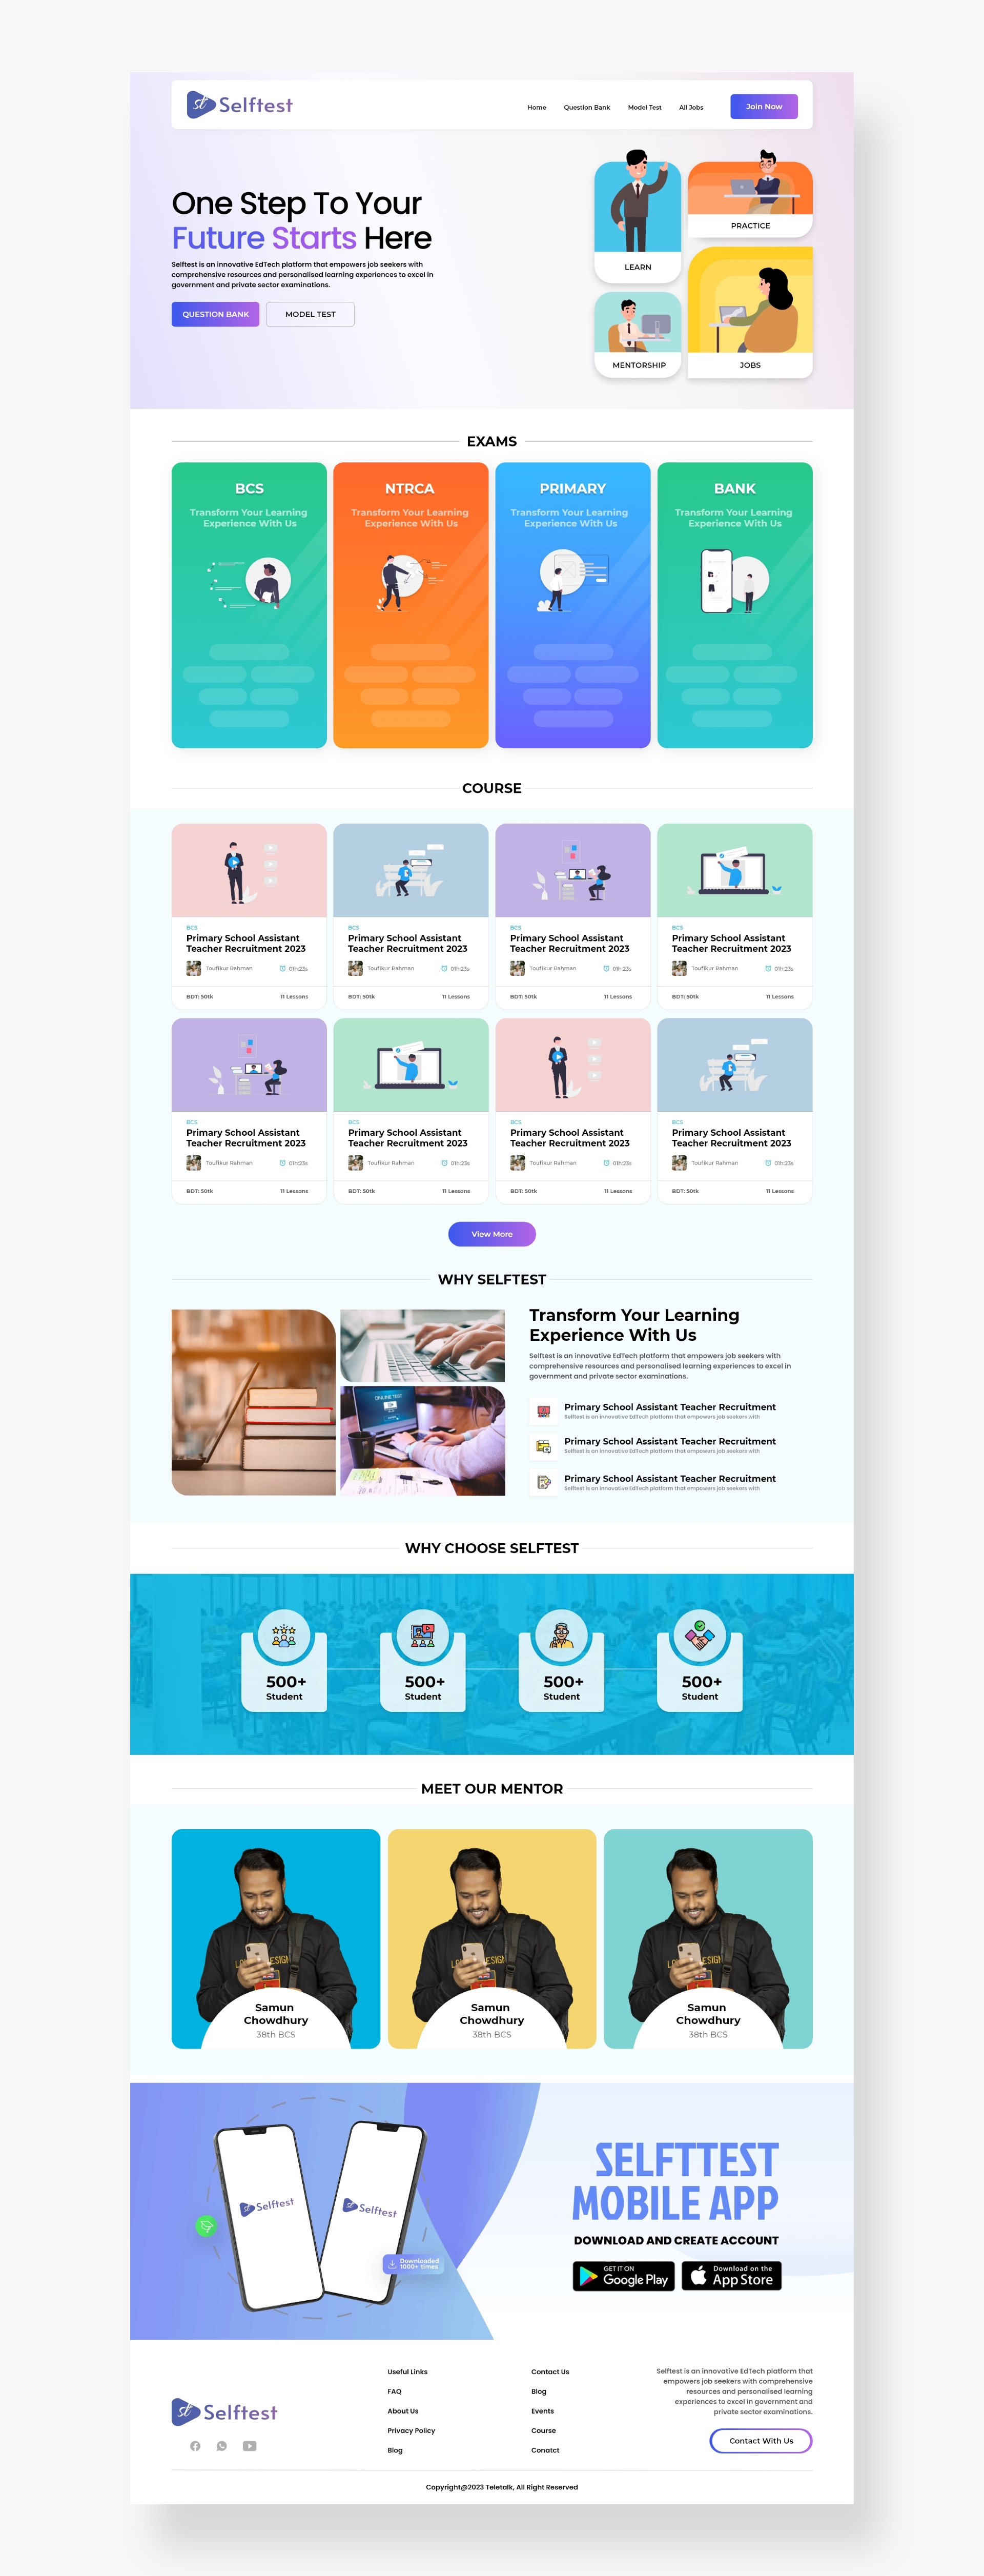 Selftest
Home
Question Bank
Model Test
All Jobs
Join Now
One Step To Your
Future Starts Here
Selftest is an innovative EdTech platform that empowers job seekers with
comprehensive resources and personalised learning experiences to excel in
government and private sector examinations.
QUESTION BANK
MODEL TEST
LEARN
PRACTICE
MENTORSHIP
JOBS
EXAMS
BCS
Transform Your Learning
Experience With Us
NTRCA
Transform Your Learning
Experience With Us
PRIMARY
Transform Your Learning
Experience With Us
BANK
Transform Your Learning
Experience With Us
COURSE
BCS
Primary School Assistant
Teacher Recruitment 2023
Toufikur Rahman
01h:23s
BDT: 50tk
11 Lessons
BCS
Primary School Assistant
Teacher Recruitment 2023
Toufikur Rahman
01h:23s
BDT: 50tk
11 Lessons
BCS
Primary School Assistant
Teacher Recruitment 2023
Toufikur Rahman
01h:23s
BDT: 50tk
11 Lessons
BCS
Primary School Assistant
Teacher Recruitment 2023
Toufikur Rahman
01h:23s
BDT: 50tk
11 Lessons
BCS
Primary School Assistant
Teacher Recruitment 2023
Toufikur Rahman
01h:23s
BDT: 50tk
11 Lessons
BCS
Primary School Assistant
Teacher Recruitment 2023
Toufikur Rahman
01h:23s
BDT: 50tk
11 Lessons
BCS
Primary School Assistant
Teacher Recruitment 2023
Toufikur Rahman
01h:23s
BDT: 50tk
11 Lessons
BCS
Primary School Assistant
Teacher Recruitment 2023
Toufikur Rahman
01h:23s
BDT: 50tk
11 Lessons
View More
WHY SELFTEST
ONLINE TEST
Transform Your Learning
Experience With Us
Selftest is an innovative EdTech platform that empowers job seekers with
comprehensive resources and personalised learning experiences to excel in
government and private sector examinations.
Primary School Assistant Teacher Recruitment
Selftest is an innovative EdTech platform that empowers job seekers with
Primary School Assistant Teacher Recruitment
Selftest is an innovative EdTech platform that empowers job seekers with
Primary School Assistant Teacher Recruitment
Selftest is an innovative EdTech platform that empowers job seekers with
WHY CHOOSE SELFTEST
500+
Student
500+
Student
500+
Student
500+
Student
MEET OUR MENTOR
Samun
Chowdhury
38th BCS
Samun
Chowdhury
38th BCS
Samun
Chowdhury
38th BCS
Selftest
Selftest
Downloaded
1000+ times
SELFTTEST
MOBILE APP
DOWNLOAD AND CREATE ACCOUNT
GET IT ON
Google Play
Download on the
App Store
Selftest
Useful Links
FAQ
About Us
Privacy Policy
Blog
Contact Us
Blog
Events
Course
Conatct
Selftest is an innovative EdTech platform that
empowers job seekers with comprehensive
resources and personalised learning
experiences to excel in government and
private sector examinations.
Contact With Us
Copyright@2023 Teletalk, All Right Reserved